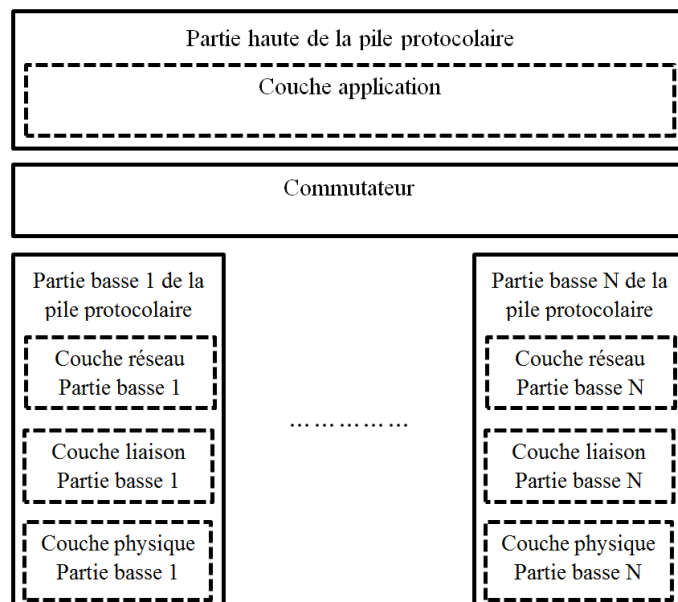 Partie haute de la pile protocolaire
Couche application
Commutateur
Partie basse 1 de la
pile protocolaire
Couche réseau
Partie basse 1
Couche liaison
Partie basse 1
Couche physique
Partie basse 1
……………
Partie basse N de la
pile protocolaire
Couche réseau
Partie basse N
Couche liaison
Partie basse N
Couche physique
Partie basse N